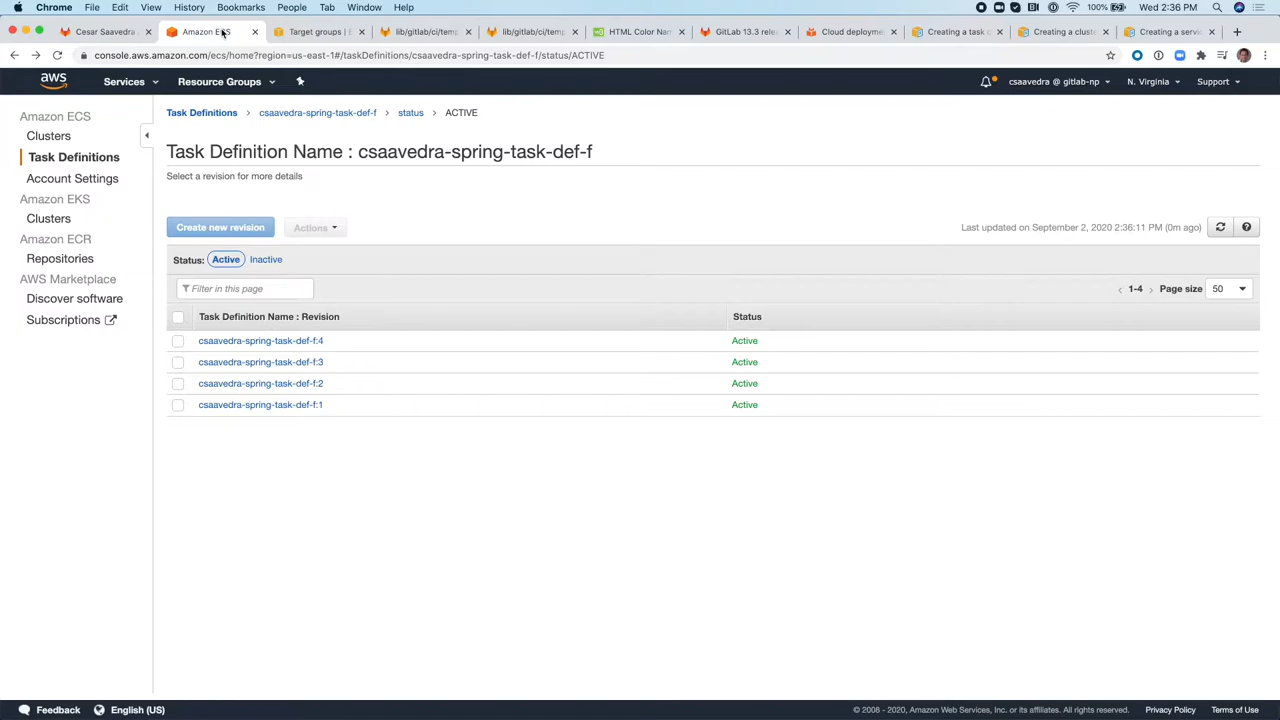 Chrome File Edit View History Bookmarks People Tab Window Help 100% Wed 2:36 PM
Cesar Saavedra Amazon ECS Target groups | E lib/gitlab/ci/temp lib/gitlab/ci/temp HTML Color Nam GitLab 13.3 rele Cloud deployme Creating a task Creating a cluste Creating a servic
console.aws.amazon.com/ecs/home?region=us-east-1#/taskDefinitions/csaavedra-spring-task-def-f/status/ACTIVE
aws Services Resource Groups csaavedra @ gitlab-np N. Virginia Support
Amazon ECS
Clusters
Task Definitions
Account Settings
Amazon EKS
Clusters
Amazon ECR
Repositories
AWS Marketplace
Discover software
Subscriptions
Task Definitions > csaavedra-spring-task-def-f > status > ACTIVE
Task Definition Name : csaavedra-spring-task-def-f
Select a revision for more details
Create new revision Actions Last updated on September 2, 2020 2:36:11 PM (0m ago)
Status: Active Inactive
Filter in this page < 1-4 > Page size 50
Task Definition Name : Revision Status
csaavedra-spring-task-def-f:4 Active
csaavedra-spring-task-def-f:3 Active
csaavedra-spring-task-def-f:2 Active
csaavedra-spring-task-def-f:1 Active
Feedback English (US) © 2008 - 2020, Amazon Web Services, Inc. or its affiliates. All rights reserved. Privacy Policy Terms of Use